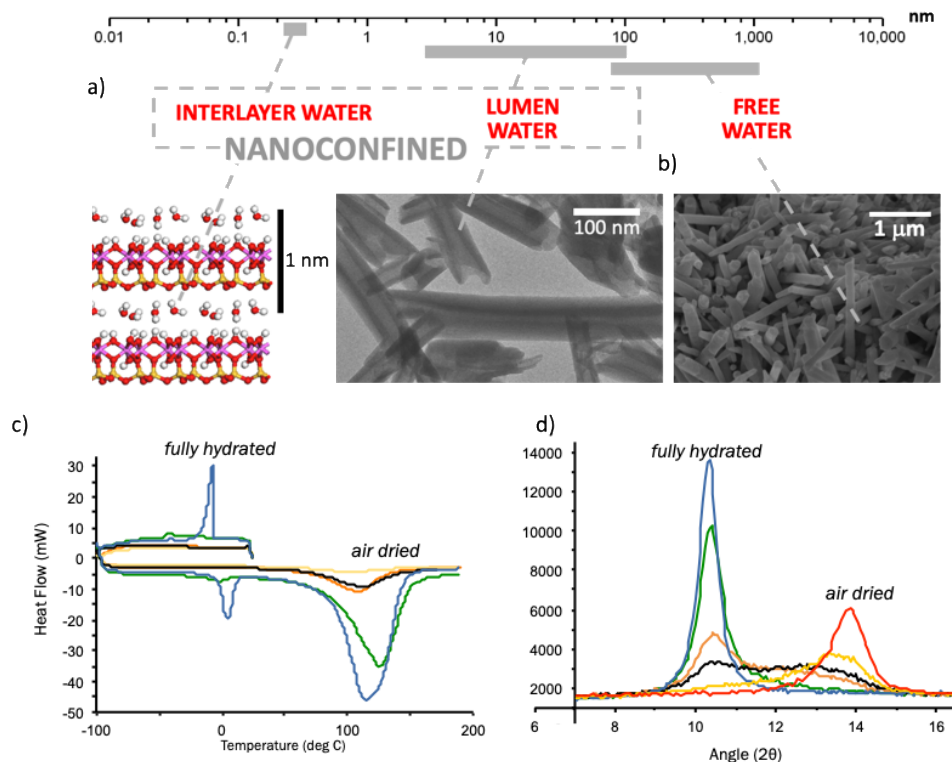 nm
0.01 0.1 1 10 100 1,000 10,000
a)
INTERLAYER WATER
LUMEN
WATER
FREE
WATER
NANOCONFINED
b)
1 nm
100 nm
1 μm
c)
fully hydrated
air dried
Heat Flow (mW)
30
20
10
0
-10
-20
-30
-40
-50
-100 0 100 200
Temperature (deg C)
d)
fully hydrated
air dried
14000
12000
10000
8000
6000
4000
2000
6 8 10 12 14 16
Angle (2θ)